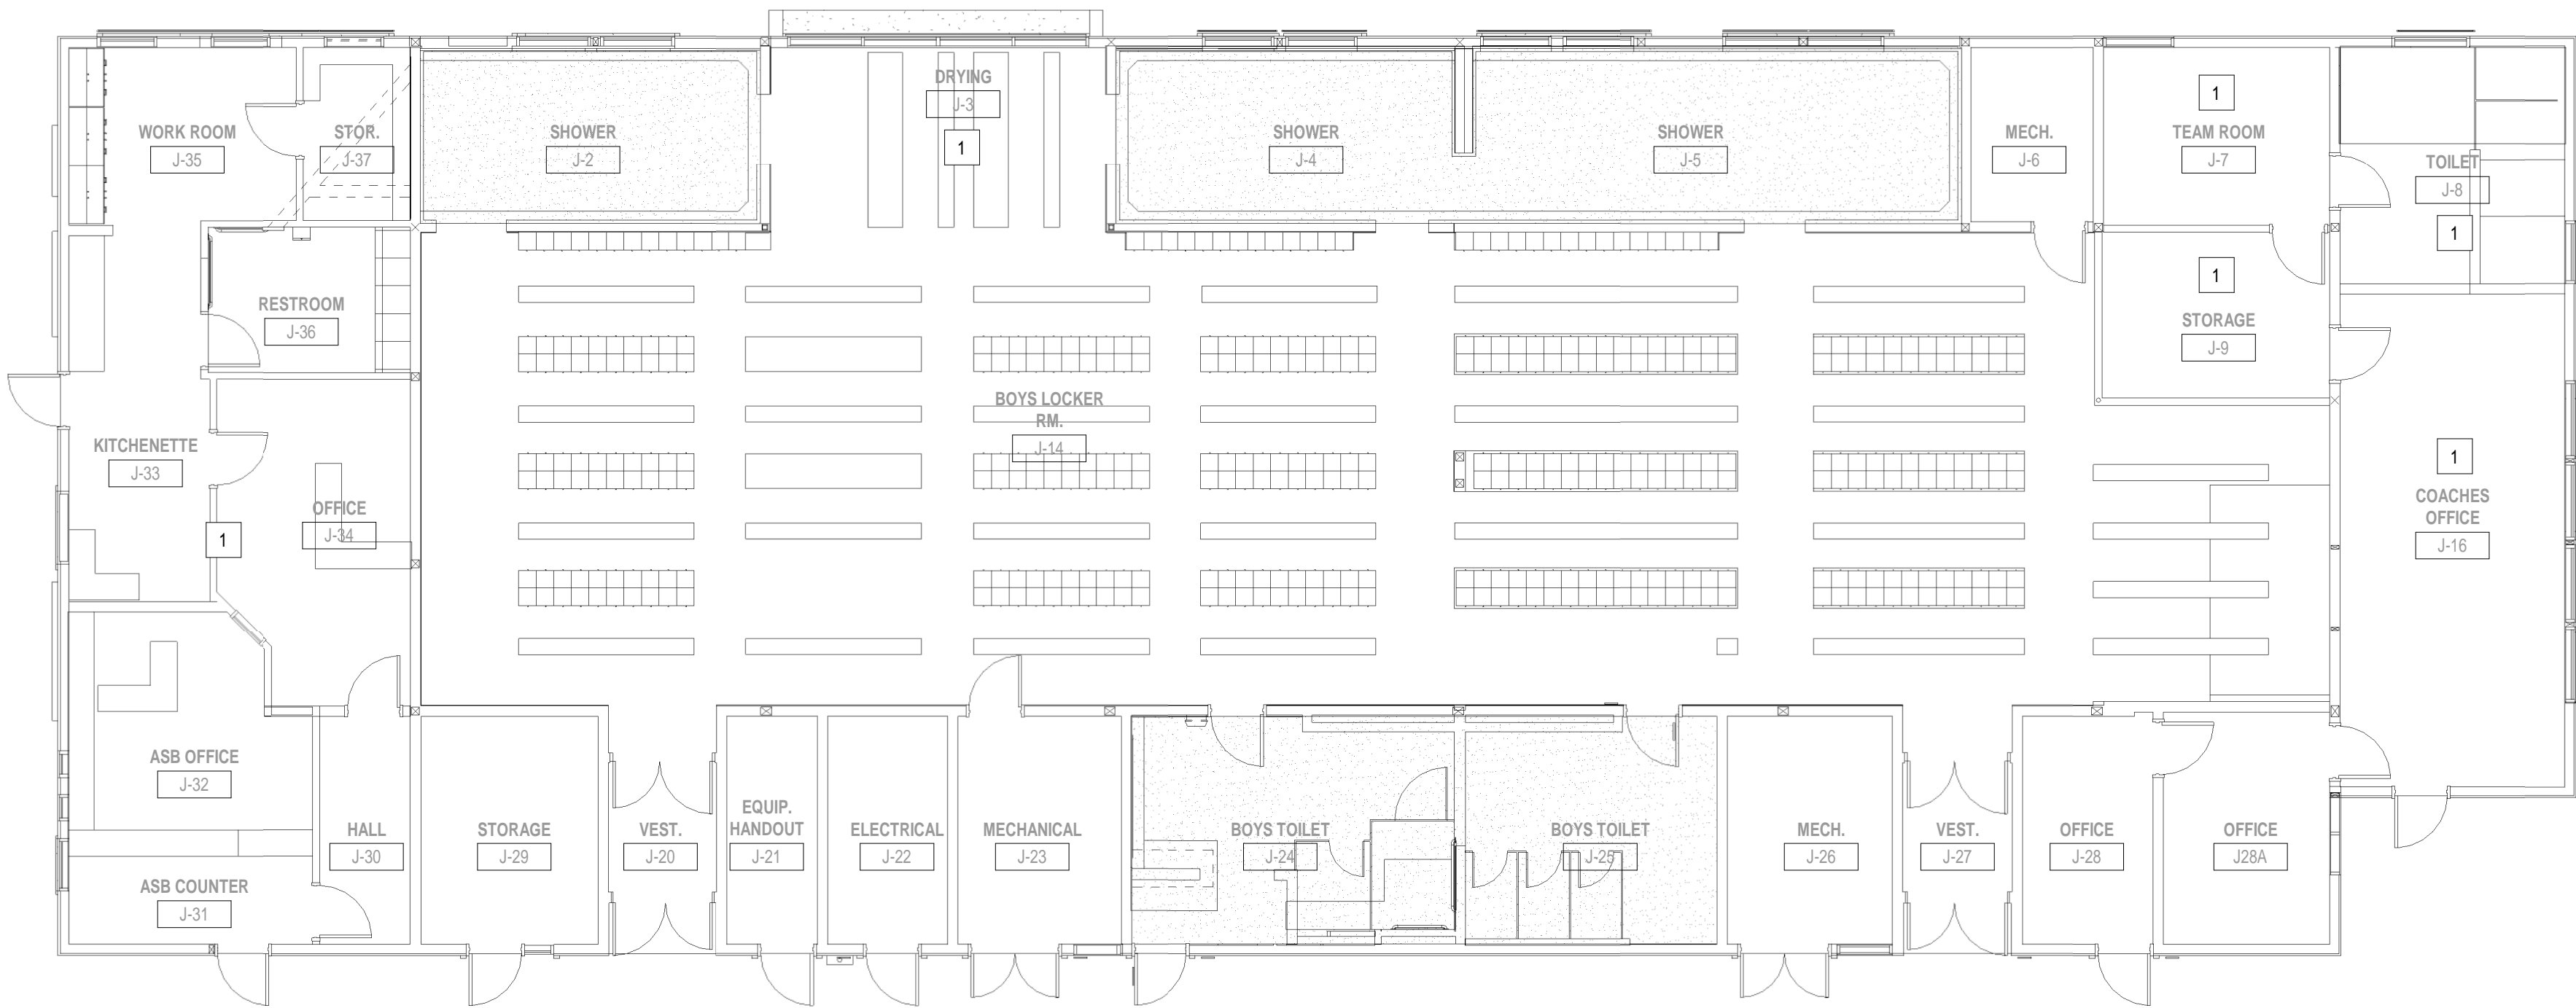 WORK ROOM
J-35
STOR.
J-37
SHOWER
J-2
DRYING
J-3
1
SHOWER
J-4
SHOWER
J-5
MECH.
J-6
1
TEAM ROOM
J-7
TOILET
J-8
1
RESTROOM
J-36
1
STORAGE
J-9
BOYS LOCKER
RM.
J-14
KITCHENETTE
J-33
OFFICE
J-34
1
1
COACHES
OFFICE
J-16
ASB OFFICE
J-32
HALL
J-30
ASB COUNTER
J-31
STORAGE
J-29
VEST.
J-20
EQUIP.
HANDOUT
J-21
ELECTRICAL
J-22
MECHANICAL
J-23
BOYS TOILET
J-24
BOYS TOILET
J-25
MECH.
J-26
VEST.
J-27
OFFICE
J-28
OFFICE
J28A